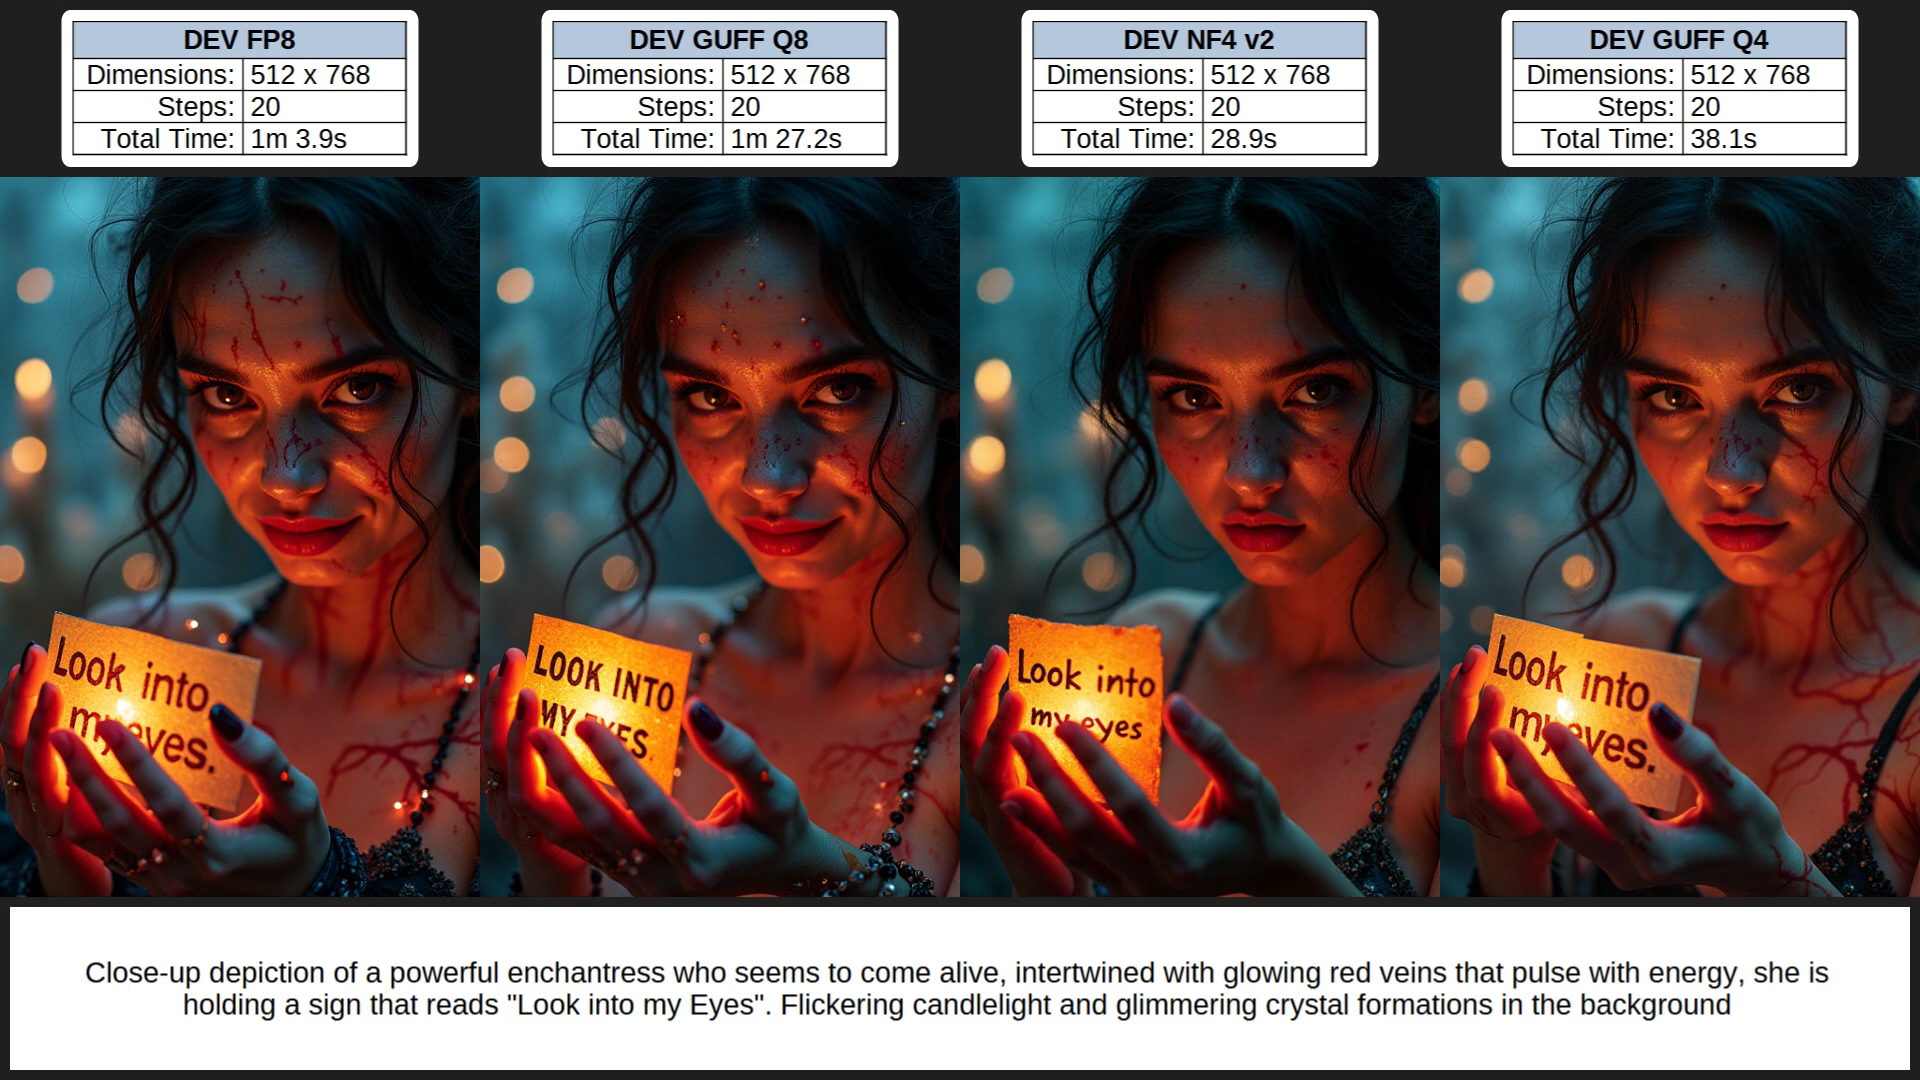 DEV FP8
Dimensions: 512 x 768
Steps: 20
Total Time: 1m 3.9s
DEV GUFF Q8
Dimensions: 512 x 768
Steps: 20
Total Time: 1m 27.2s
DEV NF4 v2
Dimensions: 512 x 768
Steps: 20
Total Time: 28.9s
DEV GUFF Q4
Dimensions: 512 x 768
Steps: 20
Total Time: 38.1s
Look into
my eyes.
LOOK INTO
MY EYES.
Look into
my eyes
Look into
my eyes.
Close-up depiction of a powerful enchantress who seems to come alive, intertwined with glowing red veins that pulse with energy, she is
holding a sign that reads "Look into my Eyes". Flickering candlelight and glimmering crystal formations in the background